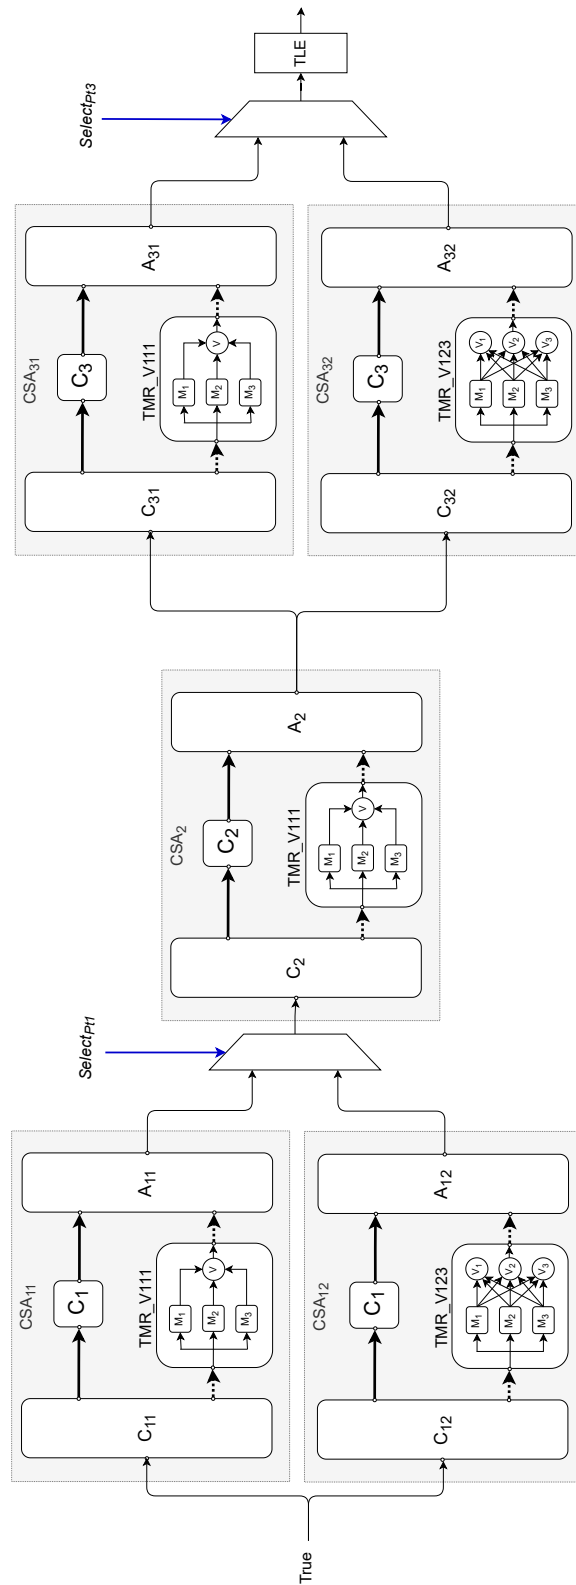 True
CSA11
C11
C1
TMR_V111
M1
M2
M3
V
A11
CSA12
C12
C1
TMR_V123
M1
M2
M3
V1
V2
V3
A12
SelectPt1
CSA2
C2
C2
TMR_V111
M1
M2
M3
V
A2
CSA31
C31
C3
TMR_V111
M1
M2
M3
V
A31
CSA32
C32
C3
TMR_V123
M1
M2
M3
V1
V2
V3
A32
SelectPt3
TLE